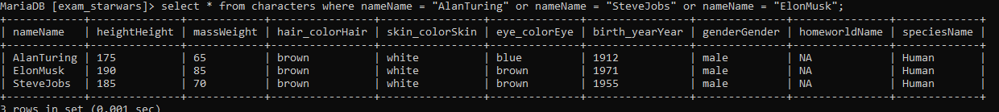 MariaDB [exam_starwars]> select * from characters where nameName = "AlanTuring" or nameName = "SteveJobs" or nameName = "ElonMusk";
+------------+--------------+------------+----------------+----------------+--------------+----------------+--------------+---------------+-------------+
| nameName | heightHeight | massWeight | hair_colorHair | skin_colorSkin | eye_colorEye | birth_yearYear | genderGender | homeworldName | speciesName |
+------------+--------------+------------+----------------+----------------+--------------+----------------+--------------+---------------+-------------+
| AlanTuring | 175 | 65 | brown | white | blue | 1912 | male | NA | Human |
| ElonMusk | 190 | 85 | brown | white | brown | 1971 | male | NA | Human |
| SteveJobs | 185 | 70 | brown | white | brown | 1955 | male | NA | Human |
+------------+--------------+------------+----------------+----------------+--------------+----------------+--------------+---------------+-------------+
3 rows in set (0.001 sec)